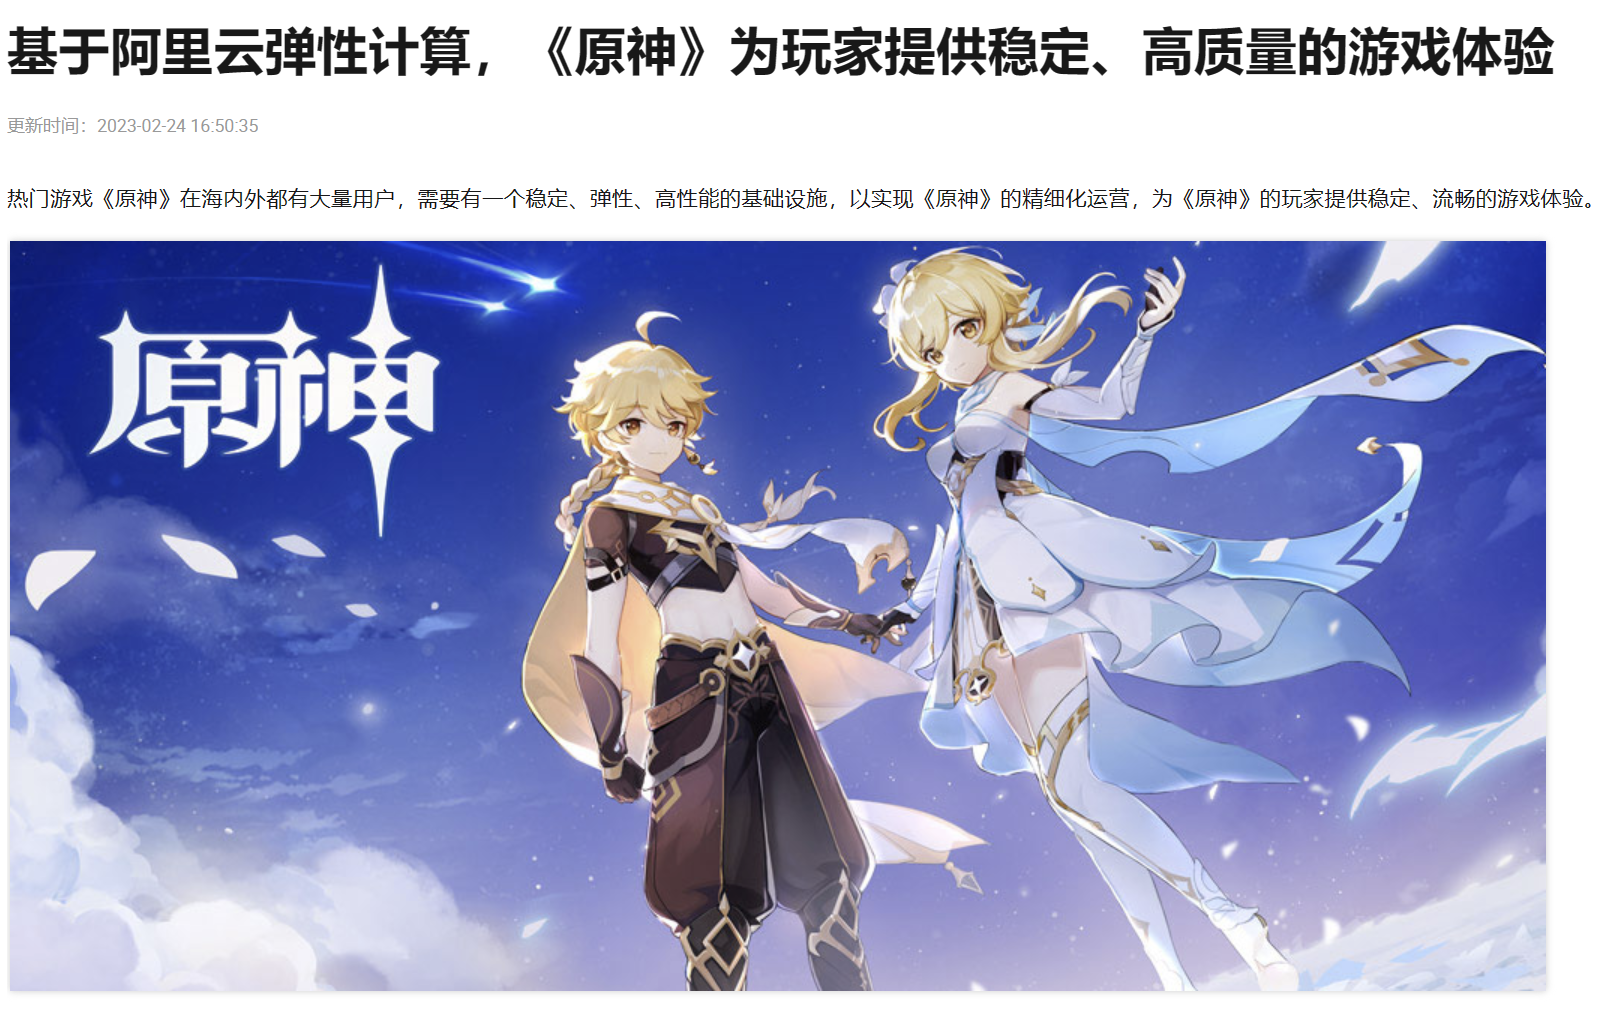 基于阿里云弹性计算，《原神》为玩家提供稳定、高质量的游戏体验
更新时间：2023-02-24 16:50:35
热门游戏《原神》在海内外都有大量用户，需要有一个稳定、弹性、高性能的基础设施，以实现《原神》的精细化运营，为《原神》的玩家提供稳定、流畅的游戏体验。
原神